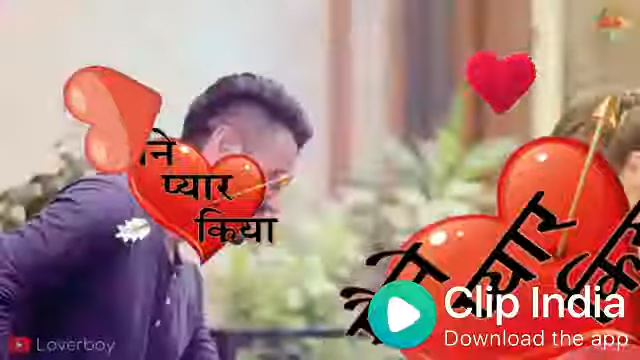 ने
प्यार
किया
प्यार
Clip India
Download the app
Loverboy